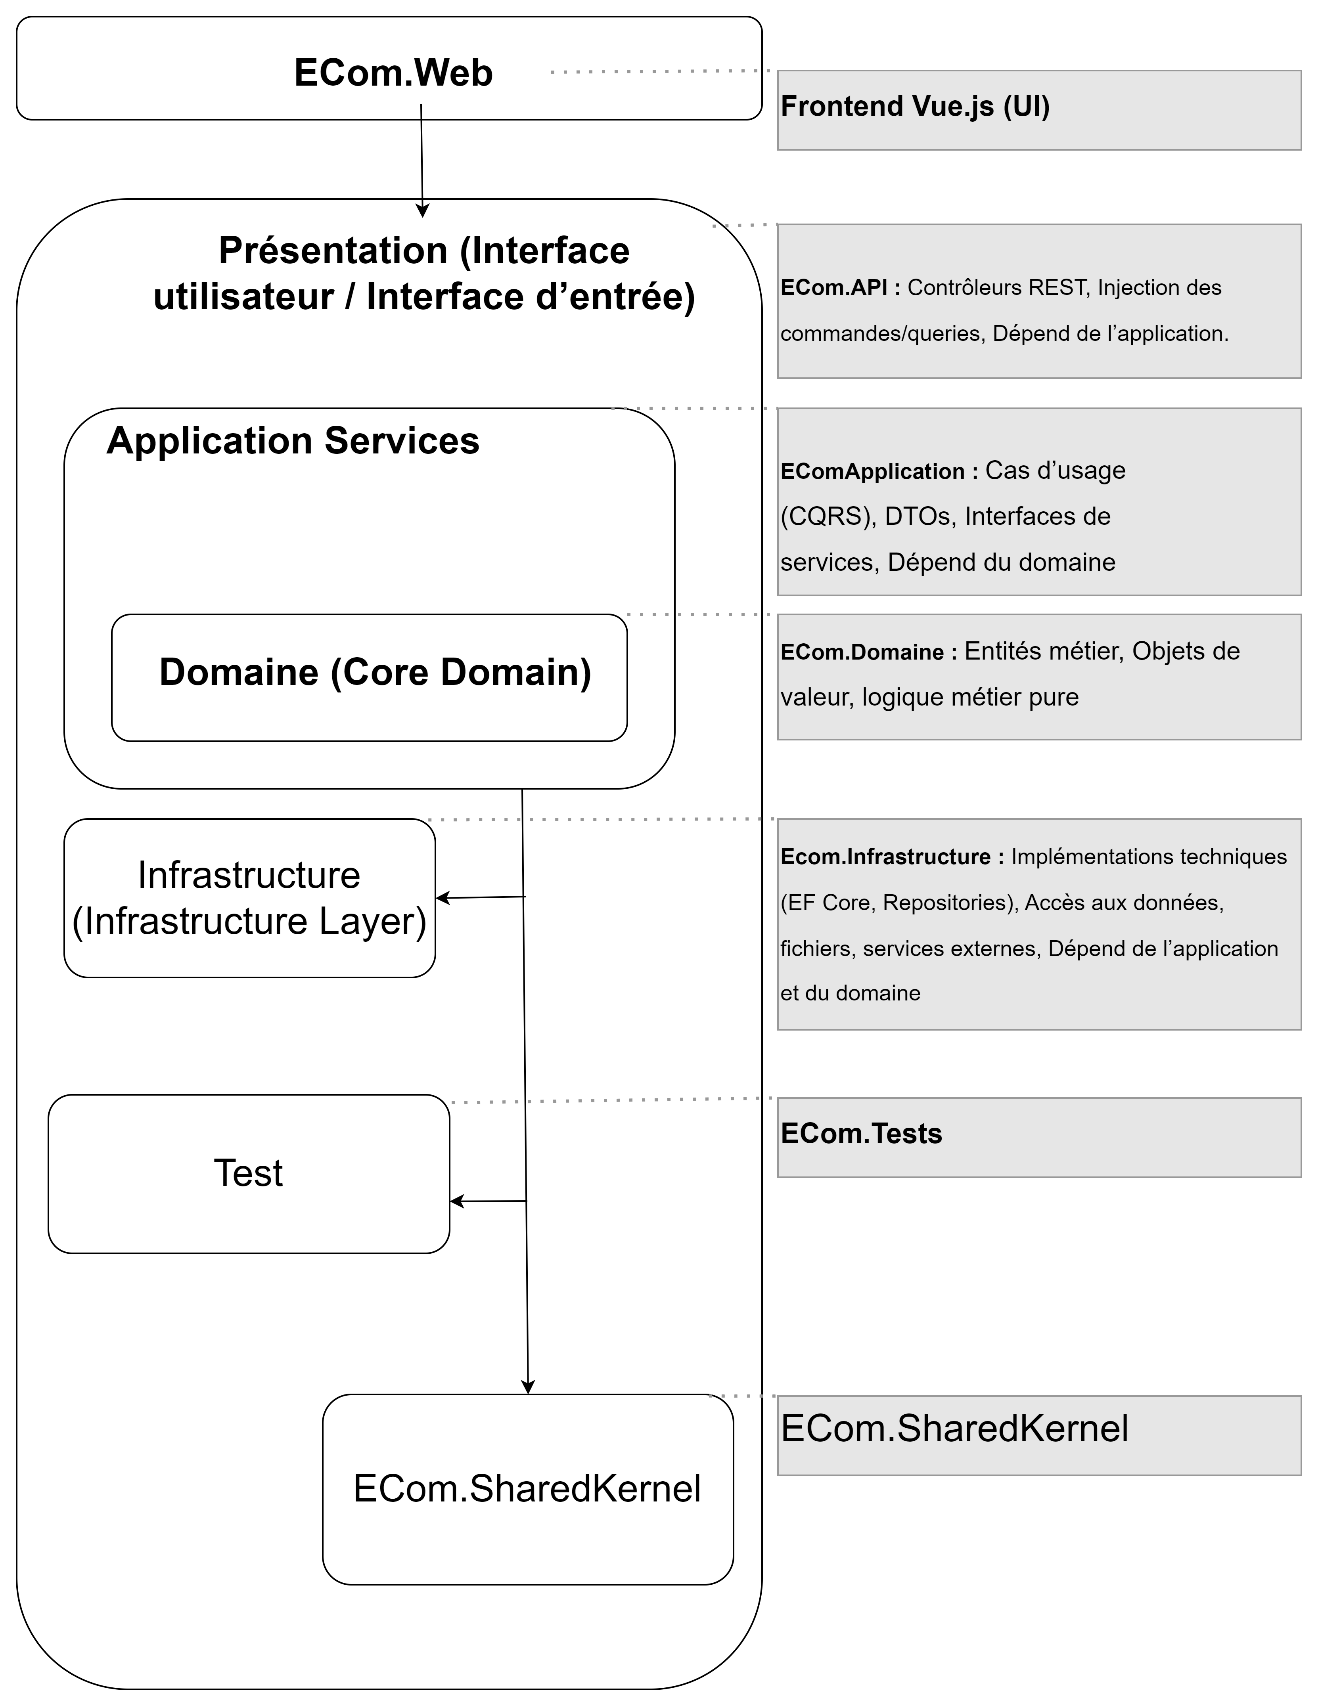 ECom.Web
Frontend Vue.js (UI)
Présentation (Interface
utilisateur / Interface d’entrée)
ECom.API : Contrôleurs REST, Injection des
commandes/queries, Dépend de l’application.
Application Services
EComApplication : Cas d’usage
(CQRS), DTOs, Interfaces de
services, Dépend du domaine
Domaine (Core Domain)
ECom.Domaine : Entités métier, Objets de
valeur, logique métier pure
Infrastructure
(Infrastructure Layer)
Ecom.Infrastructure : Implémentations techniques
(EF Core, Repositories), Accès aux données,
fichiers, services externes, Dépend de l’application
et du domaine
Test
ECom.Tests
ECom.SharedKernel
ECom.SharedKernel